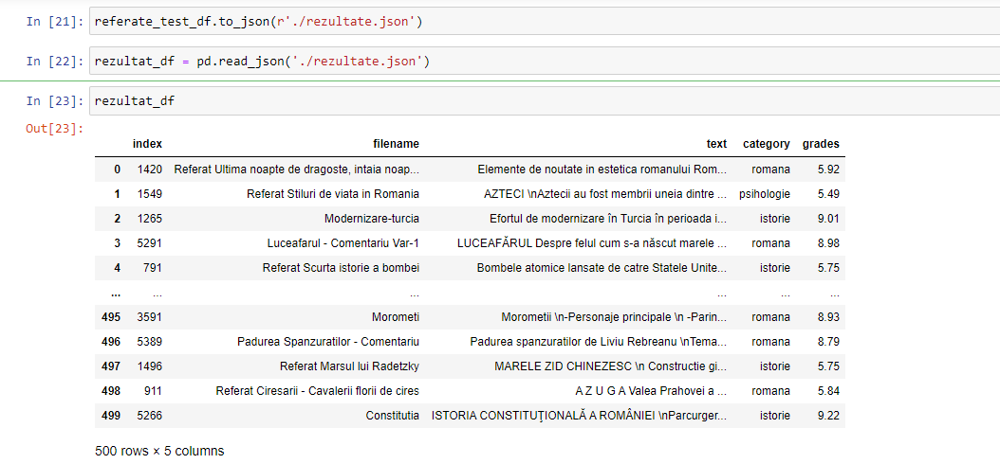 In [21]: referate_test_df.to_json(r'./rezultate.json')
In [22]: rezultat_df = pd.read_json('./rezultate.json')
In [23]: rezultat_df
Out[23]:
index filename text category grades
0 1420 Referat Ultima noapte de dragoste, intaia noap... Elemente de noutate in estetica romanului Rom... romana 5.92
1 1549 Referat Stiluri de viata in Romania AZTECI \nAztecii au fost membrii uneia dintre ... psihologie 5.49
2 1265 Modernizare-turcia Efortul de modernizare în Turcia în perioada i... istorie 9.01
3 5291 Luceafarul - Comentariu Var-1 LUCEAFĂRUL Despre felul cum s-a născut marele ... romana 8.98
4 791 Referat Scurta istorie a bombei Bombele atomice lansate de catre Statele Unite... istorie 5.75
... ... ... ... ... ...
495 3591 Morometi Morometii \n-Personaje principale \n -Parin... romana 8.93
496 5389 Padurea Spanzuratilor - Comentariu Padurea spanzuratilor de Liviu Rebreanu \nTema... romana 8.79
497 1496 Referat Marsul lui Radetzky MARELE ZID CHINEZESC \n Constructie gi... istorie 5.75
498 911 Referat Ciresarii - Cavalerii florii de cires A Z U G A Valea Prahovei a ... romana 5.84
499 5266 Constitutia ISTORIA CONSTITUŢIONALĂ A ROMÂNIEI \nParcurger... istorie 9.22
500 rows × 5 columns